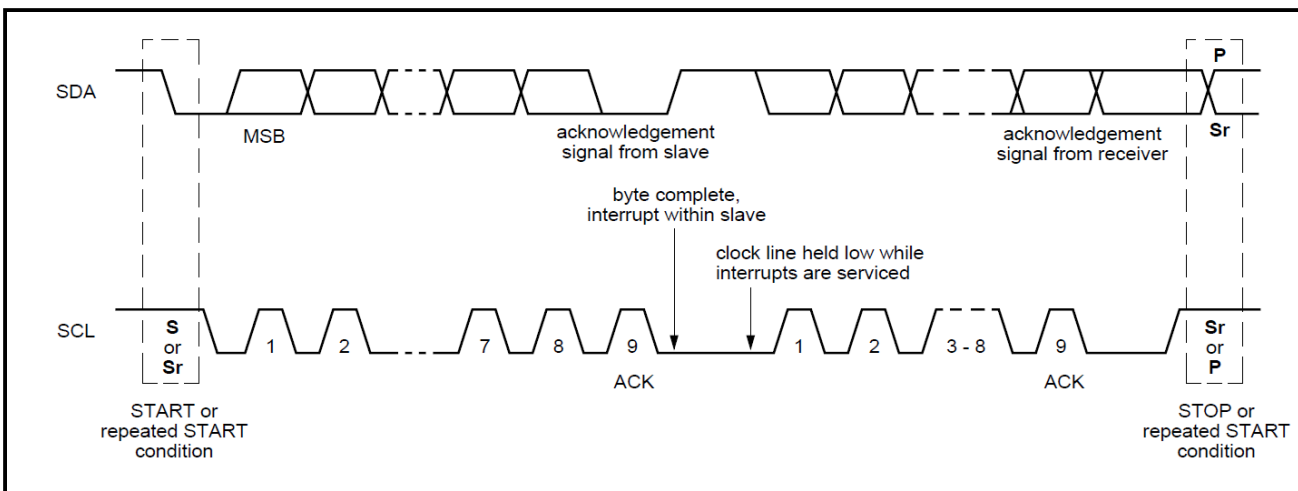 P
SDA
MSB
acknowledgement
signal from slave
acknowledgement
signal from receiver
Sr
byte complete,
interrupt within slave
clock line held low while
interrupts are serviced
SCL
S
or
Sr
1
2
7
8
9
1
2
3 - 8
9
Sr
or
P
ACK
ACK
START or
repeated START
condition
STOP or
repeated START
condition